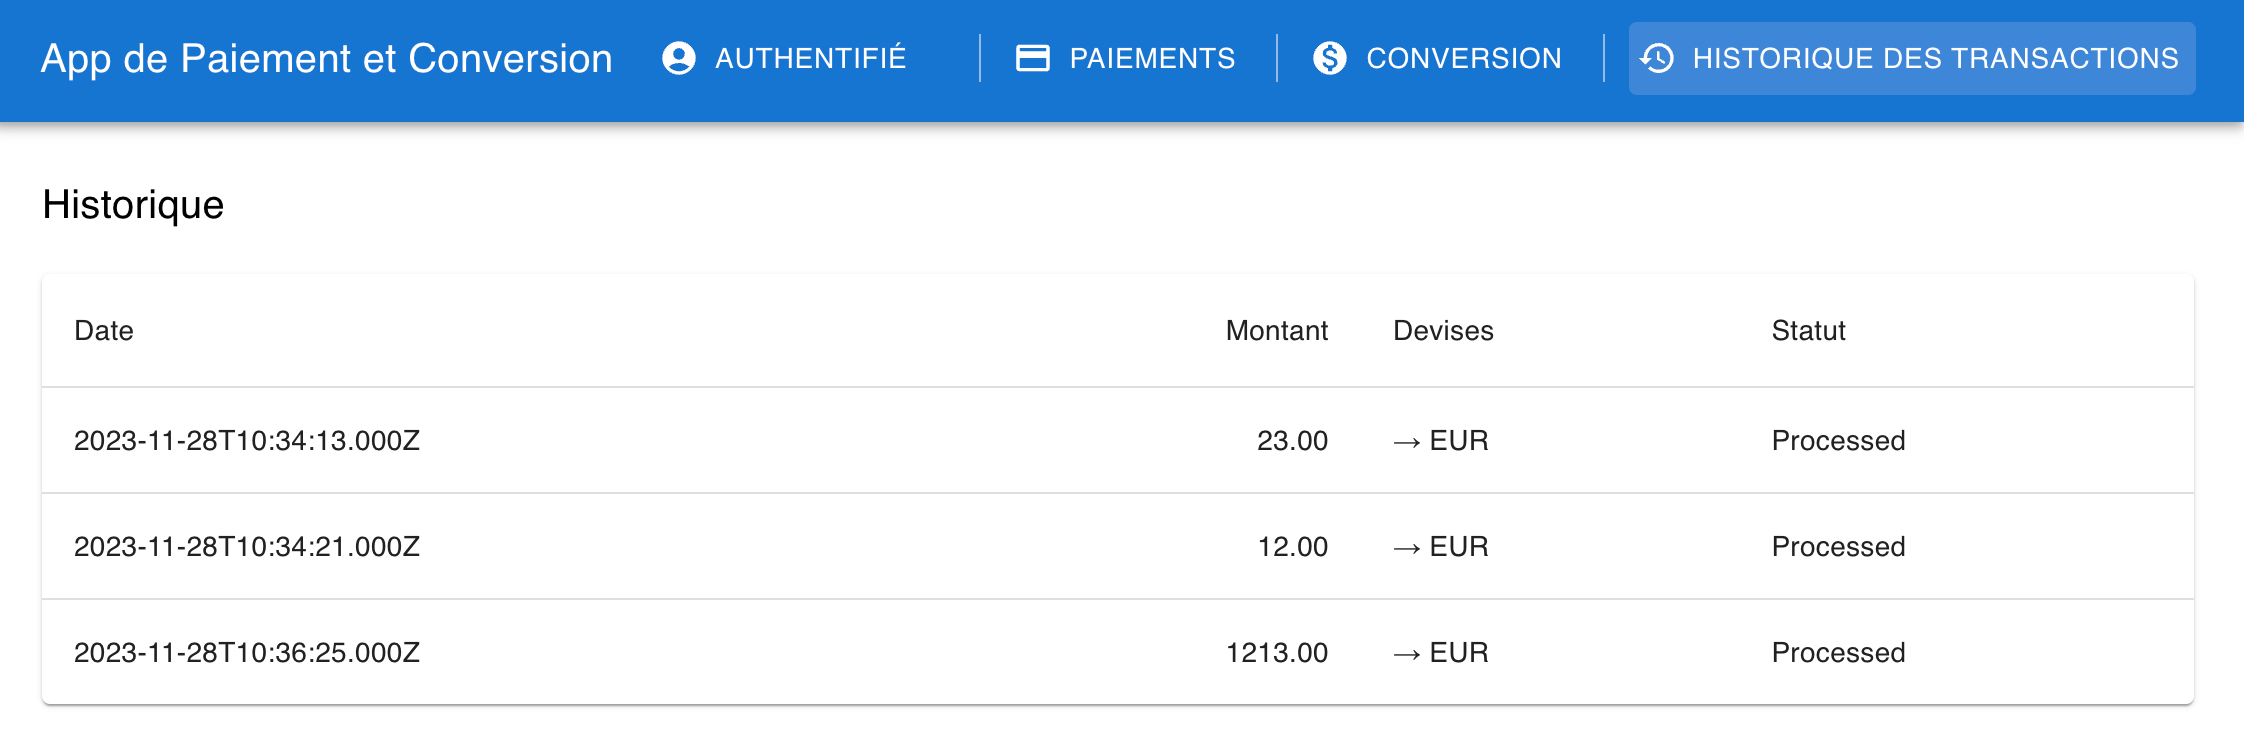 App de Paiement et Conversion AUTHENTIFIÉ PAIEMENTS CONVERSION HISTORIQUE DES TRANSACTIONS
Historique
Date Montant Devises Statut
2023-11-28T10:34:13.000Z 23.00 → EUR Processed
2023-11-28T10:34:21.000Z 12.00 → EUR Processed
2023-11-28T10:36:25.000Z 1213.00 → EUR Processed